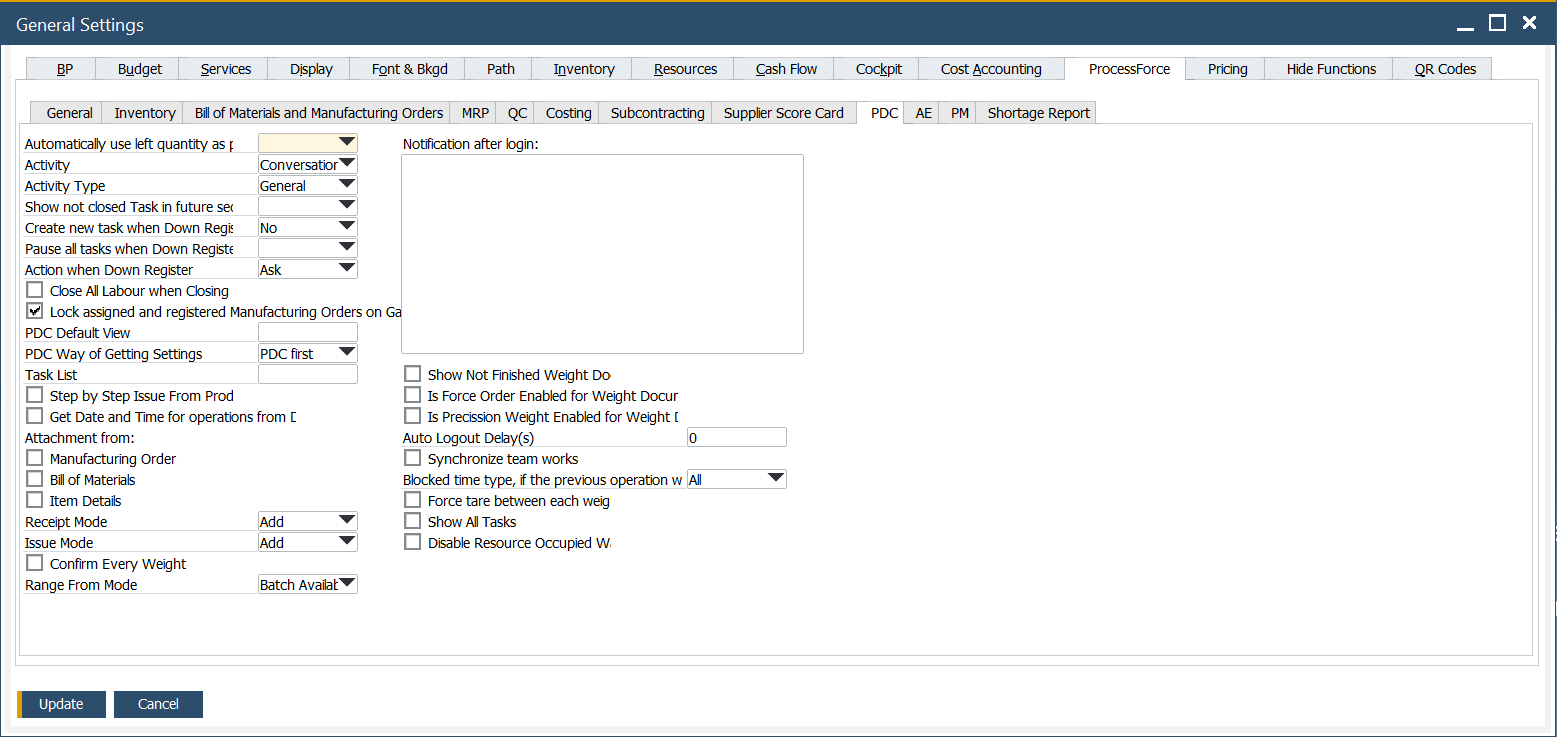 General Settings
BP Budget Services Display Font & Bkgd Path Inventory Resources Cash Flow Cockpit Cost Accounting ProcessForce Pricing Hide Functions QR Codes
General Inventory Bill of Materials and Manufacturing Orders MRP QC Costing Subcontracting Supplier Score Card PDC AE PM Shortage Report
Automatically use left quantity as p
Activity Conversation
Activity Type General
Show not closed Task in future sec
Create new task when Down Regis No
Pause all tasks when Down Registe
Action when Down Register Ask
Close All Labour when Closing
Lock assigned and registered Manufacturing Orders on Ga
PDC Default View
PDC Way of Getting Settings PDC first
Task List
Step by Step Issue From Prod
Get Date and Time for operations from D
Attachment from:
Manufacturing Order
Bill of Materials
Item Details
Receipt Mode Add
Issue Mode Add
Confirm Every Weight
Range From Mode Batch Availab
Notification after login:
Show Not Finished Weight Do
Is Force Order Enabled for Weight Docur
Is Precission Weight Enabled for Weight D
Auto Logout Delay(s) 0
Synchronize team works
Blocked time type, if the previous operation w All
Force tare between each weig
Show All Tasks
Disable Resource Occupied Wa
Update Cancel